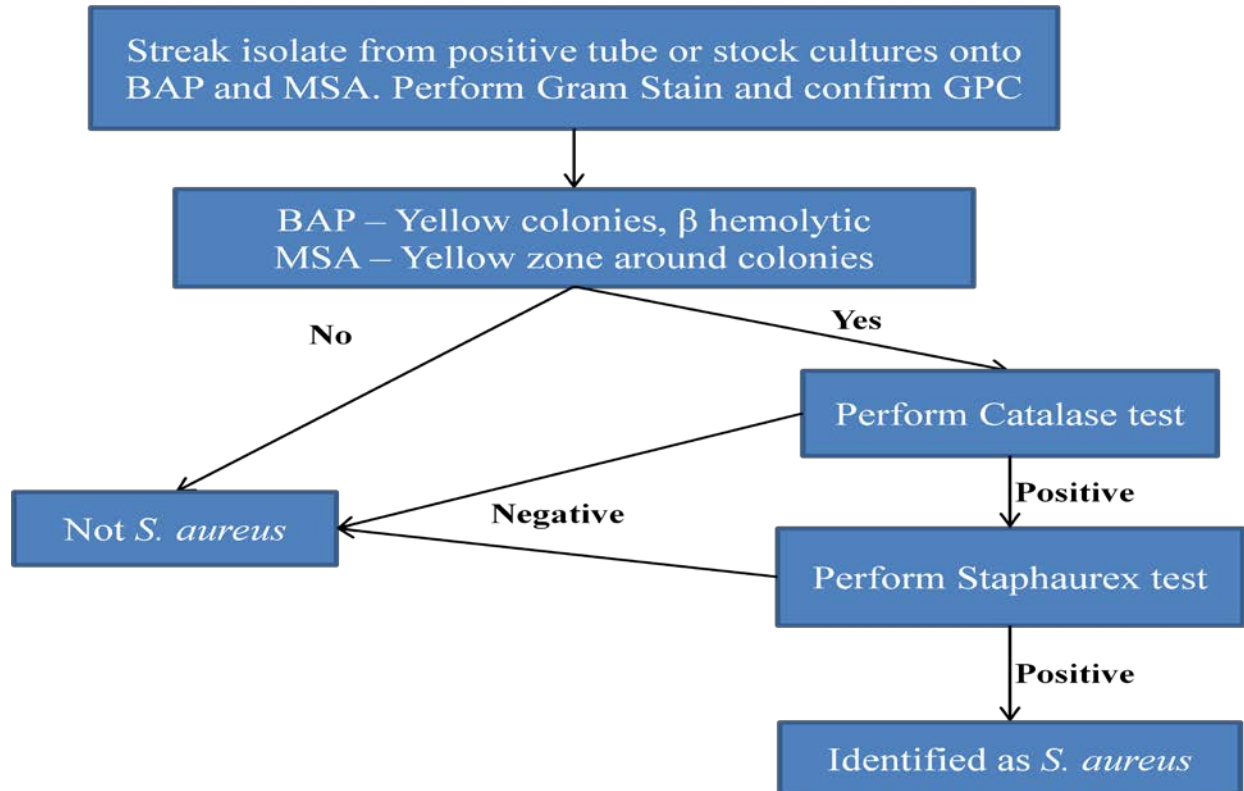 Streak isolate from positive tube or stock cultures onto
BAP and MSA. Perform Gram Stain and confirm GPC
BAP – Yellow colonies, β hemolytic
MSA – Yellow zone around colonies
No
Yes
Perform Catalase test
Negative
Positive
Not S. aureus
Perform Staphaurex test
Positive
Identified as S. aureus